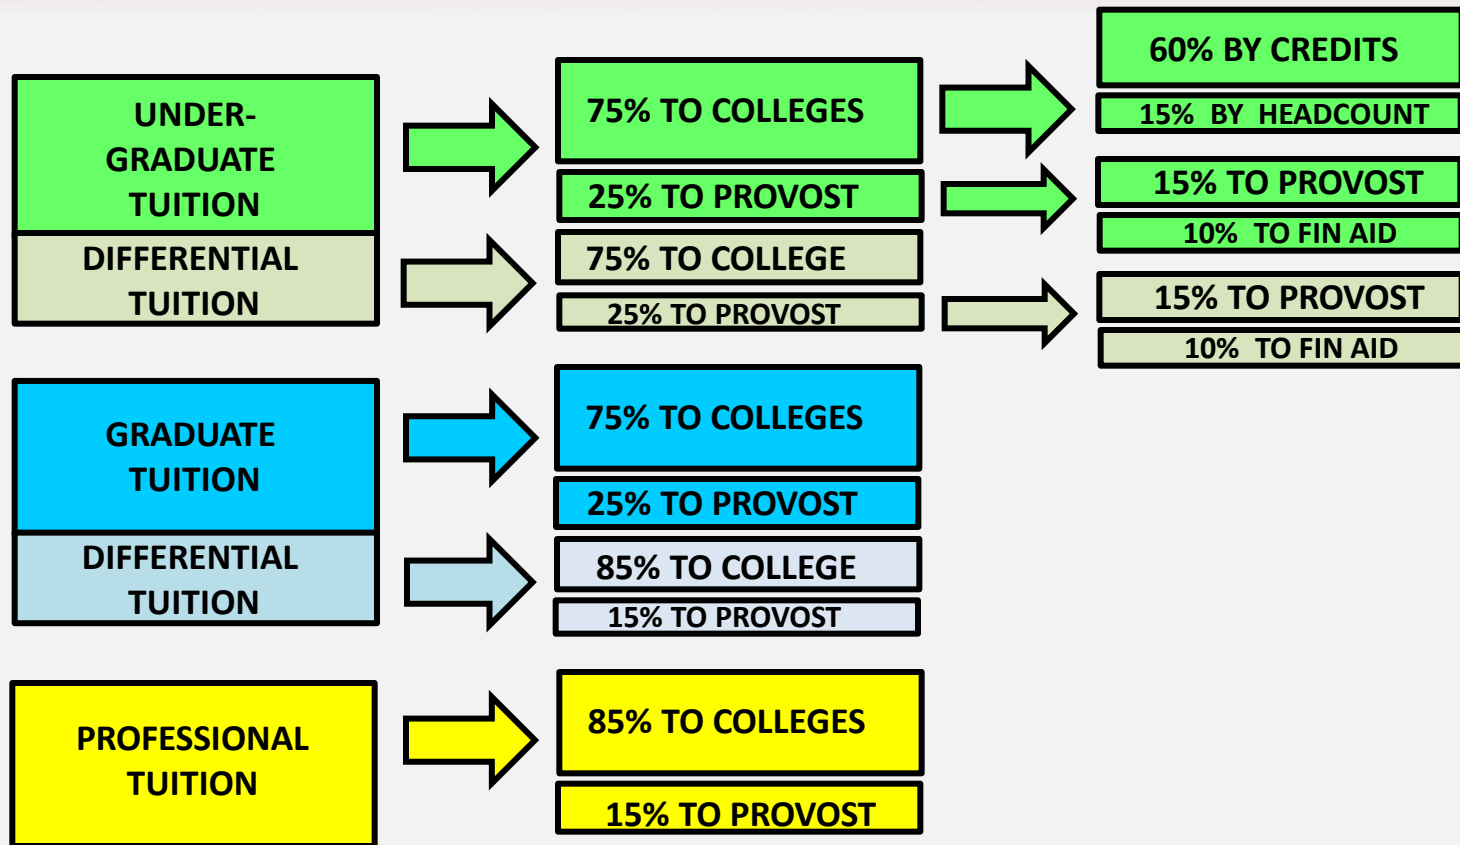 UNDER-
GRADUATE
TUITION
DIFFERENTIAL
TUITION
75% TO COLLEGES
25% TO PROVOST
75% TO COLLEGE
25% TO PROVOST
60% BY CREDITS
15% BY HEADCOUNT
15% TO PROVOST
10% TO FIN AID
15% TO PROVOST
10% TO FIN AID
GRADUATE
TUITION
DIFFERENTIAL
TUITION
75% TO COLLEGES
25% TO PROVOST
85% TO COLLEGE
15% TO PROVOST
PROFESSIONAL
TUITION
85% TO COLLEGES
15% TO PROVOST